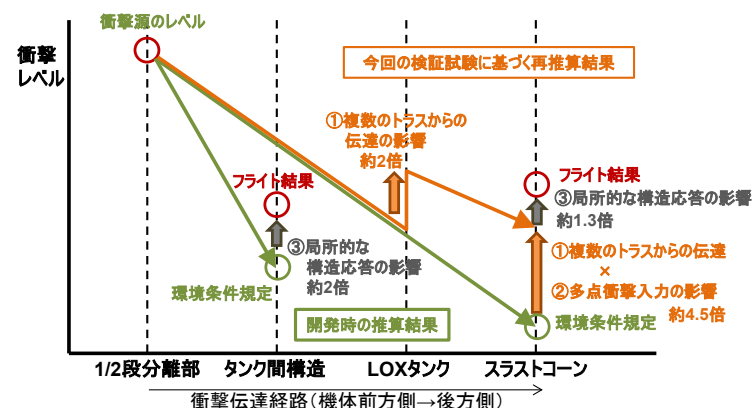 衝撃源のレベル
衝撃
レベル
今回の検証試験に基づく再推算結果
①複数のトラスからの
伝達の影響
約2倍
フライト結果
③局所的な
構造応答の影響
約2倍
環境条件規定
フライト結果
③局所的な構造応答の影響
約1.3倍
①複数のトラスからの伝達
×
②多点衝撃入力の影響
約4.5倍
環境条件規定
開発時の推算結果
1/2段分離部 タンク間構造 LOXタンク スラストコーン
衝撃伝達経路（機体前方側→後方側）